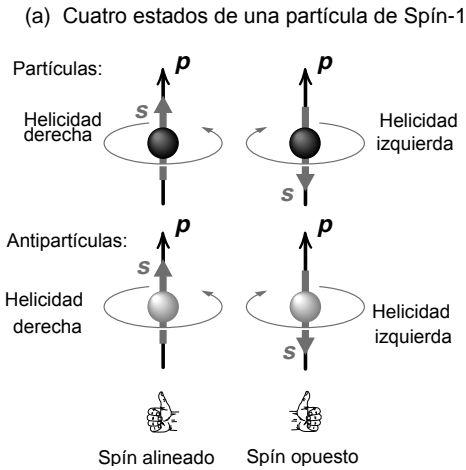 (a) Cuatro estados de una partícula de Spín-1
Partículas:
p
p
Helicidad
derecha
s
Helicidad
izquierda
s
Antipartículas:
p
p
s
Helicidad
derecha
Helicidad
izquierda
s
Spín alineado
Spín opuesto